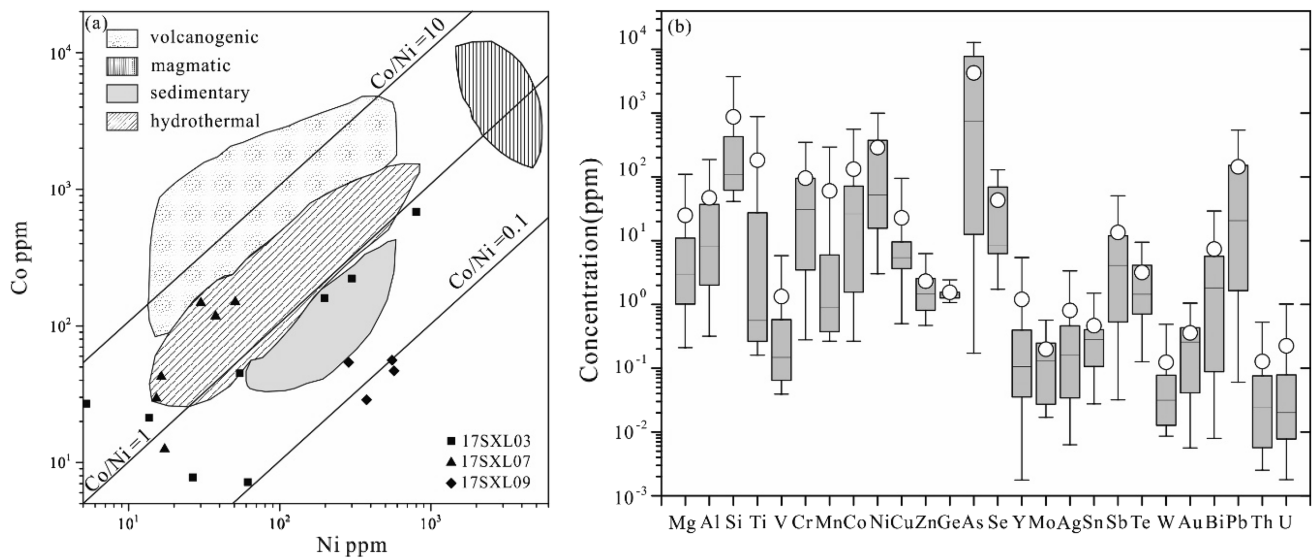 (a)
volcanogenic
magmatic
sedimentary
hydrothermal
Co/Ni=10
Co/Ni=0.1
Co/Ni=1
17SXL03
17SXL07
17SXL09
Co ppm
10⁴
10³
10²
10¹
10¹ 10² 10³
Ni ppm
(b)
Concentration(ppm)
10⁴
10³
10²
10¹
10⁰
10⁻¹
10⁻²
10⁻³
Mg Al Si Ti V Cr Mn Co Ni Cu Zn Ge As Se Y Mo Ag Sn Sb Te W Au Bi Pb Th U